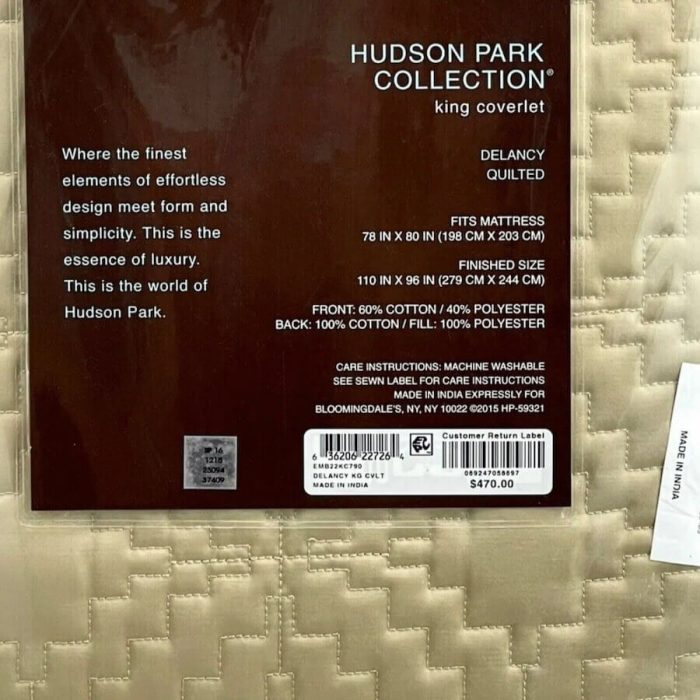 HUDSON PARK
COLLECTION®
king coverlet
Where the finest
elements of effortless
design meet form and
simplicity. This is the
essence of luxury.
This is the world of
Hudson Park.
DELANCY
QUILTED
FITS MATTRESS
78 IN X 80 IN (198 CM X 203 CM)
FINISHED SIZE
110 IN X 96 IN (279 CM X 244 CM)
FRONT: 60% COTTON / 40% POLYESTER
BACK: 100% COTTON / FILL: 100% POLYESTER
CARE INSTRUCTIONS: MACHINE WASHABLE
SEE SEWN LABEL FOR CARE INSTRUCTIONS
MADE IN INDIA EXPRESSLY FOR
BLOOMINGDALE'S, NY, NY 10022 ©2015 HP-59321
16
1218
25094
37409
6 36206 22726 4
EMB22KC790
DELANCY KG CVLT
MADE IN INDIA
Customer Return Label
089247058697
$470.00
MADE IN INDIA